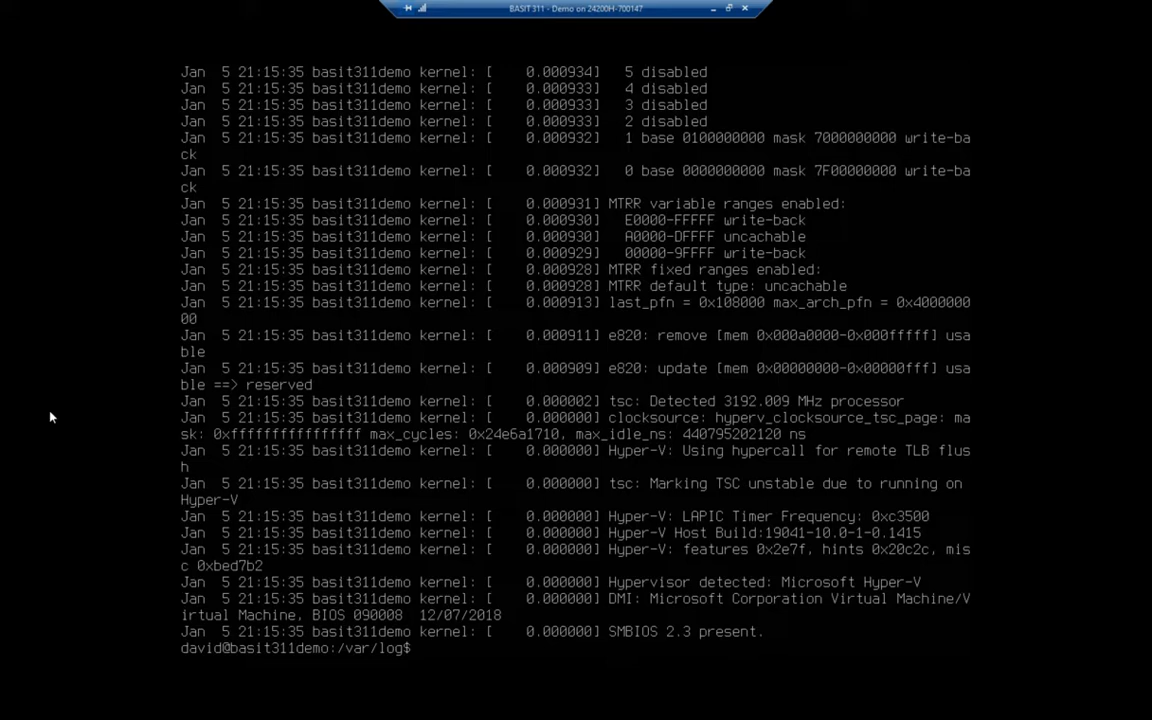 BASIT 311 - Demo on 24200H-700147
Jan  5 21:15:35 basit311demo kernel: [    0.000934]   5 disabled
Jan  5 21:15:35 basit311demo kernel: [    0.000933]   4 disabled
Jan  5 21:15:35 basit311demo kernel: [    0.000933]   3 disabled
Jan  5 21:15:35 basit311demo kernel: [    0.000933]   2 disabled
Jan  5 21:15:35 basit311demo kernel: [    0.000932]   1 base 0100000000 mask 7000000000 write-ba
ck
Jan  5 21:15:35 basit311demo kernel: [    0.000932]   0 base 0000000000 mask 7F00000000 write-ba
ck
Jan  5 21:15:35 basit311demo kernel: [    0.000931] MTRR variable ranges enabled:
Jan  5 21:15:35 basit311demo kernel: [    0.000930]   E0000-FFFFF write-back
Jan  5 21:15:35 basit311demo kernel: [    0.000930]   A0000-DFFFF uncachable
Jan  5 21:15:35 basit311demo kernel: [    0.000929]   00000-9FFFF write-back
Jan  5 21:15:35 basit311demo kernel: [    0.000928] MTRR fixed ranges enabled:
Jan  5 21:15:35 basit311demo kernel: [    0.000928] MTRR default type: uncachable
Jan  5 21:15:35 basit311demo kernel: [    0.000913] last_pfn = 0x108000 max_arch_pfn = 0x4000000
00
Jan  5 21:15:35 basit311demo kernel: [    0.000911] e820: remove [mem 0x000a0000-0x000fffff] usa
ble
Jan  5 21:15:35 basit311demo kernel: [    0.000909] e820: update [mem 0x00000000-0x00000fff] usa
ble ==> reserved
Jan  5 21:15:35 basit311demo kernel: [    0.000002] tsc: Detected 3192.009 MHz processor
Jan  5 21:15:35 basit311demo kernel: [    0.000000] clocksource: hyperv_clocksource_tsc_page: ma
sk: 0xffffffffffffffff max_cycles: 0x24e6a1710, max_idle_ns: 440795202120 ns
Jan  5 21:15:35 basit311demo kernel: [    0.000000] Hyper-V: Using hypercall for remote TLB flus
h
Jan  5 21:15:35 basit311demo kernel: [    0.000000] tsc: Marking TSC unstable due to running on
Hyper-V
Jan  5 21:15:35 basit311demo kernel: [    0.000000] Hyper-V: LAPIC Timer Frequency: 0xc3500
Jan  5 21:15:35 basit311demo kernel: [    0.000000] Hyper-V Host Build:19041-10.0-1-0.1415
Jan  5 21:15:35 basit311demo kernel: [    0.000000] Hyper-V: features 0x2e7f, hints 0x20c2c, mis
c 0xbed7b2
Jan  5 21:15:35 basit311demo kernel: [    0.000000] Hypervisor detected: Microsoft Hyper-V
Jan  5 21:15:35 basit311demo kernel: [    0.000000] DMI: Microsoft Corporation Virtual Machine/V
irtual Machine, BIOS 090008  12/07/2018
Jan  5 21:15:35 basit311demo kernel: [    0.000000] SMBIOS 2.3 present.
david@basit311demo:/var/log$